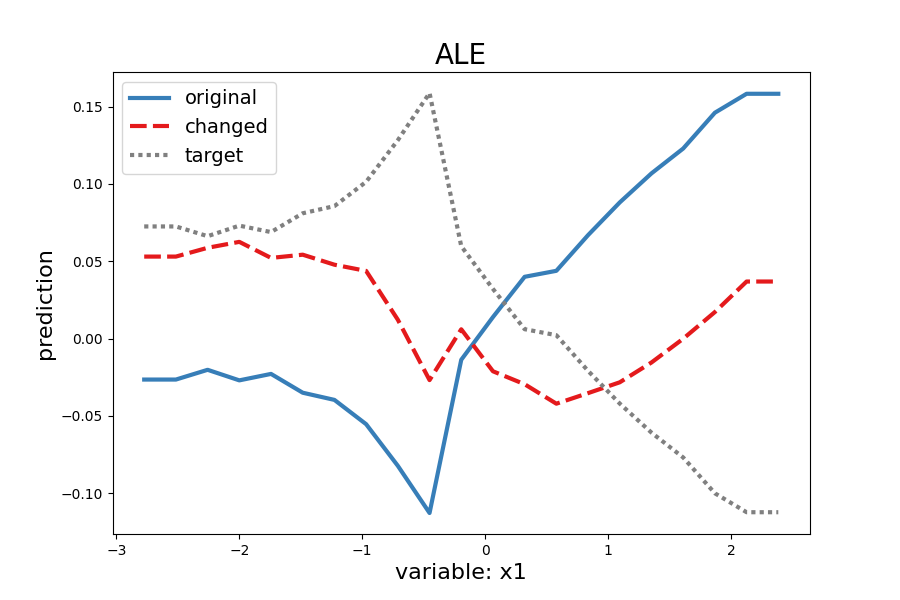 ALE
original
changed
target
prediction
0.15
0.10
0.05
0.00
−0.05
−0.10
−3 −2 −1 0 1 2
variable: x1